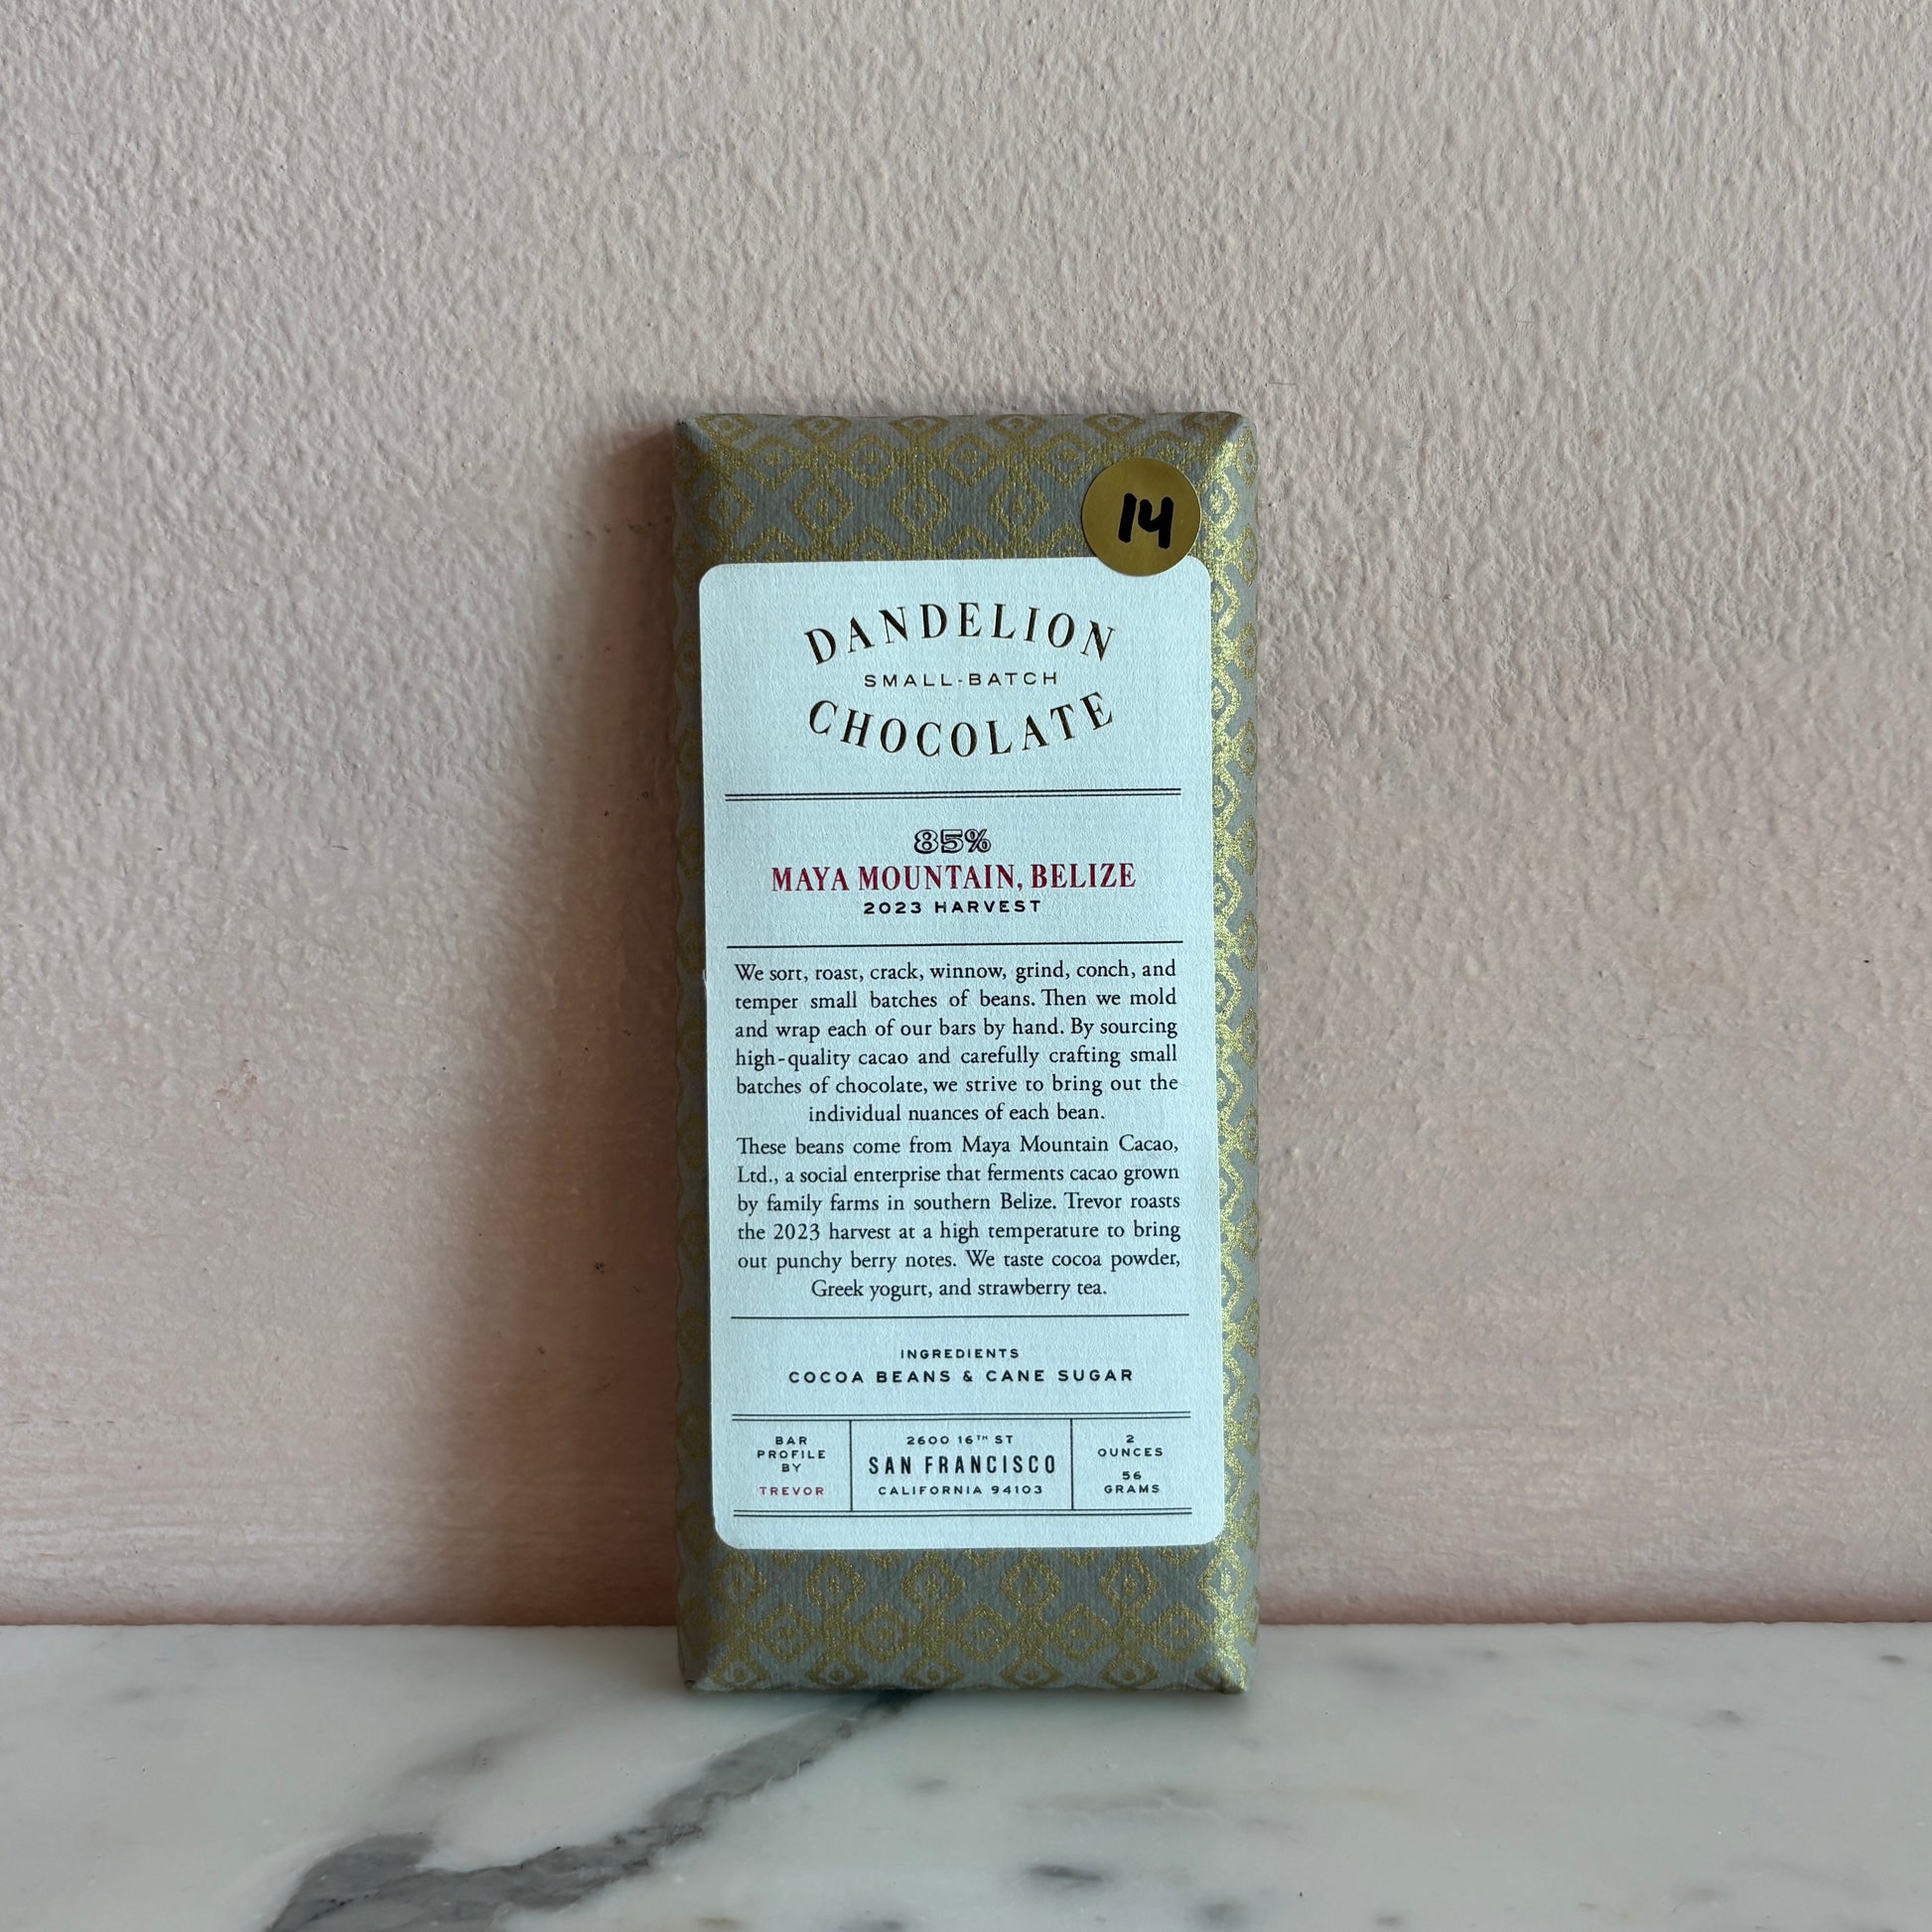 14
DANDELION
SMALL-BATCH
CHOCOLATE
85%
MAYA MOUNTAIN, BELIZE
2023 HARVEST
We sort, roast, crack, winnow, grind, conch, and
temper small batches of beans. Then we mold
and wrap each of our bars by hand. By sourcing
high-quality cacao and carefully crafting small
batches of chocolate, we strive to bring out the
individual nuances of each bean.
These beans come from Maya Mountain Cacao,
Ltd., a social enterprise that ferments cacao grown
by family farms in southern Belize. Trevor roasts
the 2023 harvest at a high temperature to bring
out punchy berry notes. We taste cocoa powder,
Greek yogurt, and strawberry tea.
INGREDIENTS
COCOA BEANS & CANE SUGAR
BAR
PROFILE
BY
TREVOR
2600 16TH ST
SAN FRANCISCO
CALIFORNIA 94103
2
OUNCES
56
GRAMS